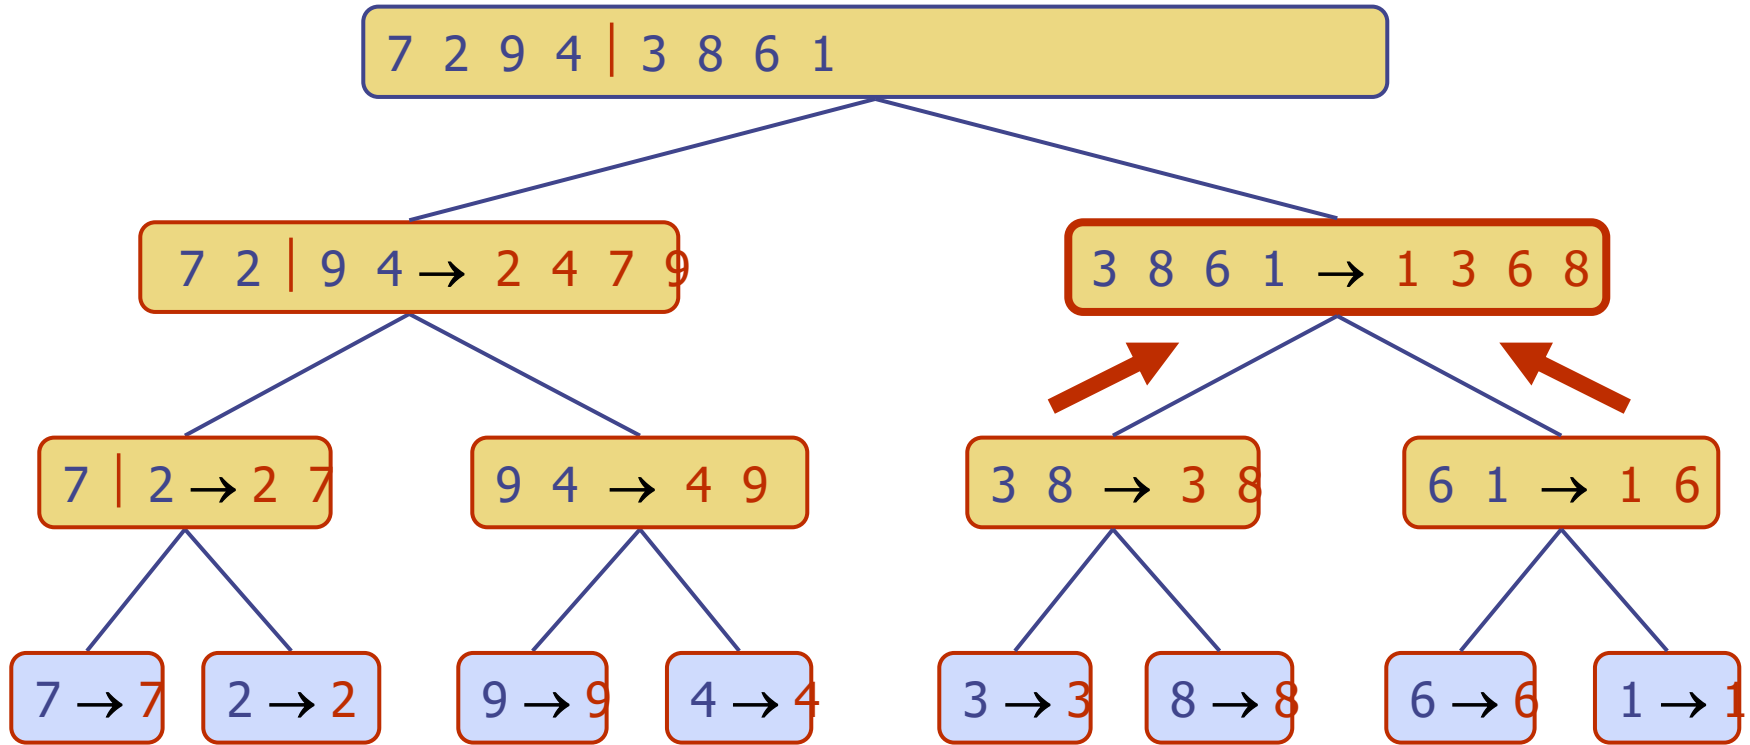 7 2 9 4 | 3 8 6 1
7 2 | 9 4 → 2 4 7 9
3 8 6 1 → 1 3 6 8
7 | 2 → 2 7
9 4 → 4 9
3 8 → 3 8
6 1 → 1 6
7 → 7
2 → 2
9 → 9
4 → 4
3 → 3
8 → 8
6 → 6
1 → 1